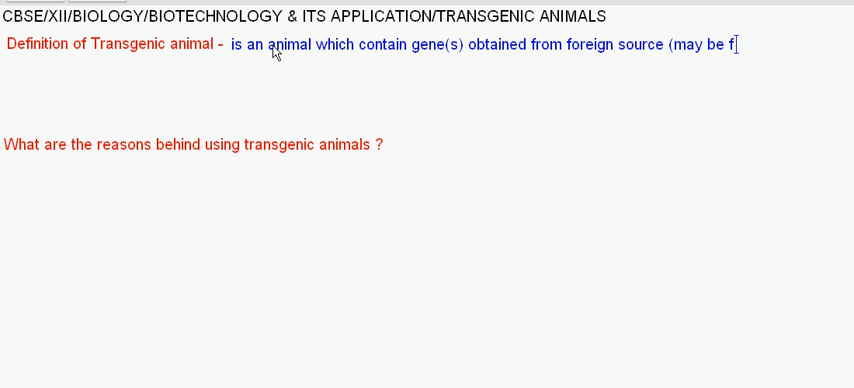 CBSE/XII/BIOLOGY/BIOTECHNOLOGY & ITS APPLICATION/TRANSGENIC ANIMALS
Definition of Transgenic animal - is an animal which contain gene(s) obtained from foreign source (may be f
What are the reasons behind using transgenic animals ?